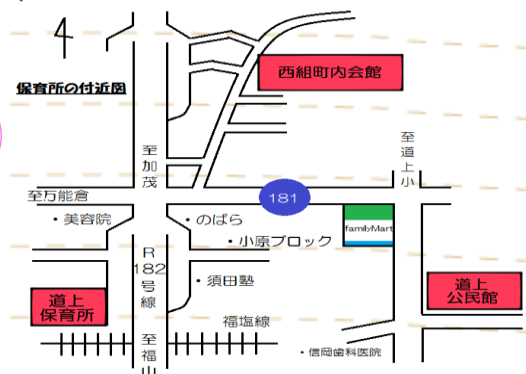 保育所の付近図
西組町内会館
至加茂
至道上小
至万能倉
181
・美容院
・のばら
・小原ブロック
familyMart
R182号線
・須田塾
道上
保育所
道上
公民館
福塩線
至福山
・信岡歯科医院